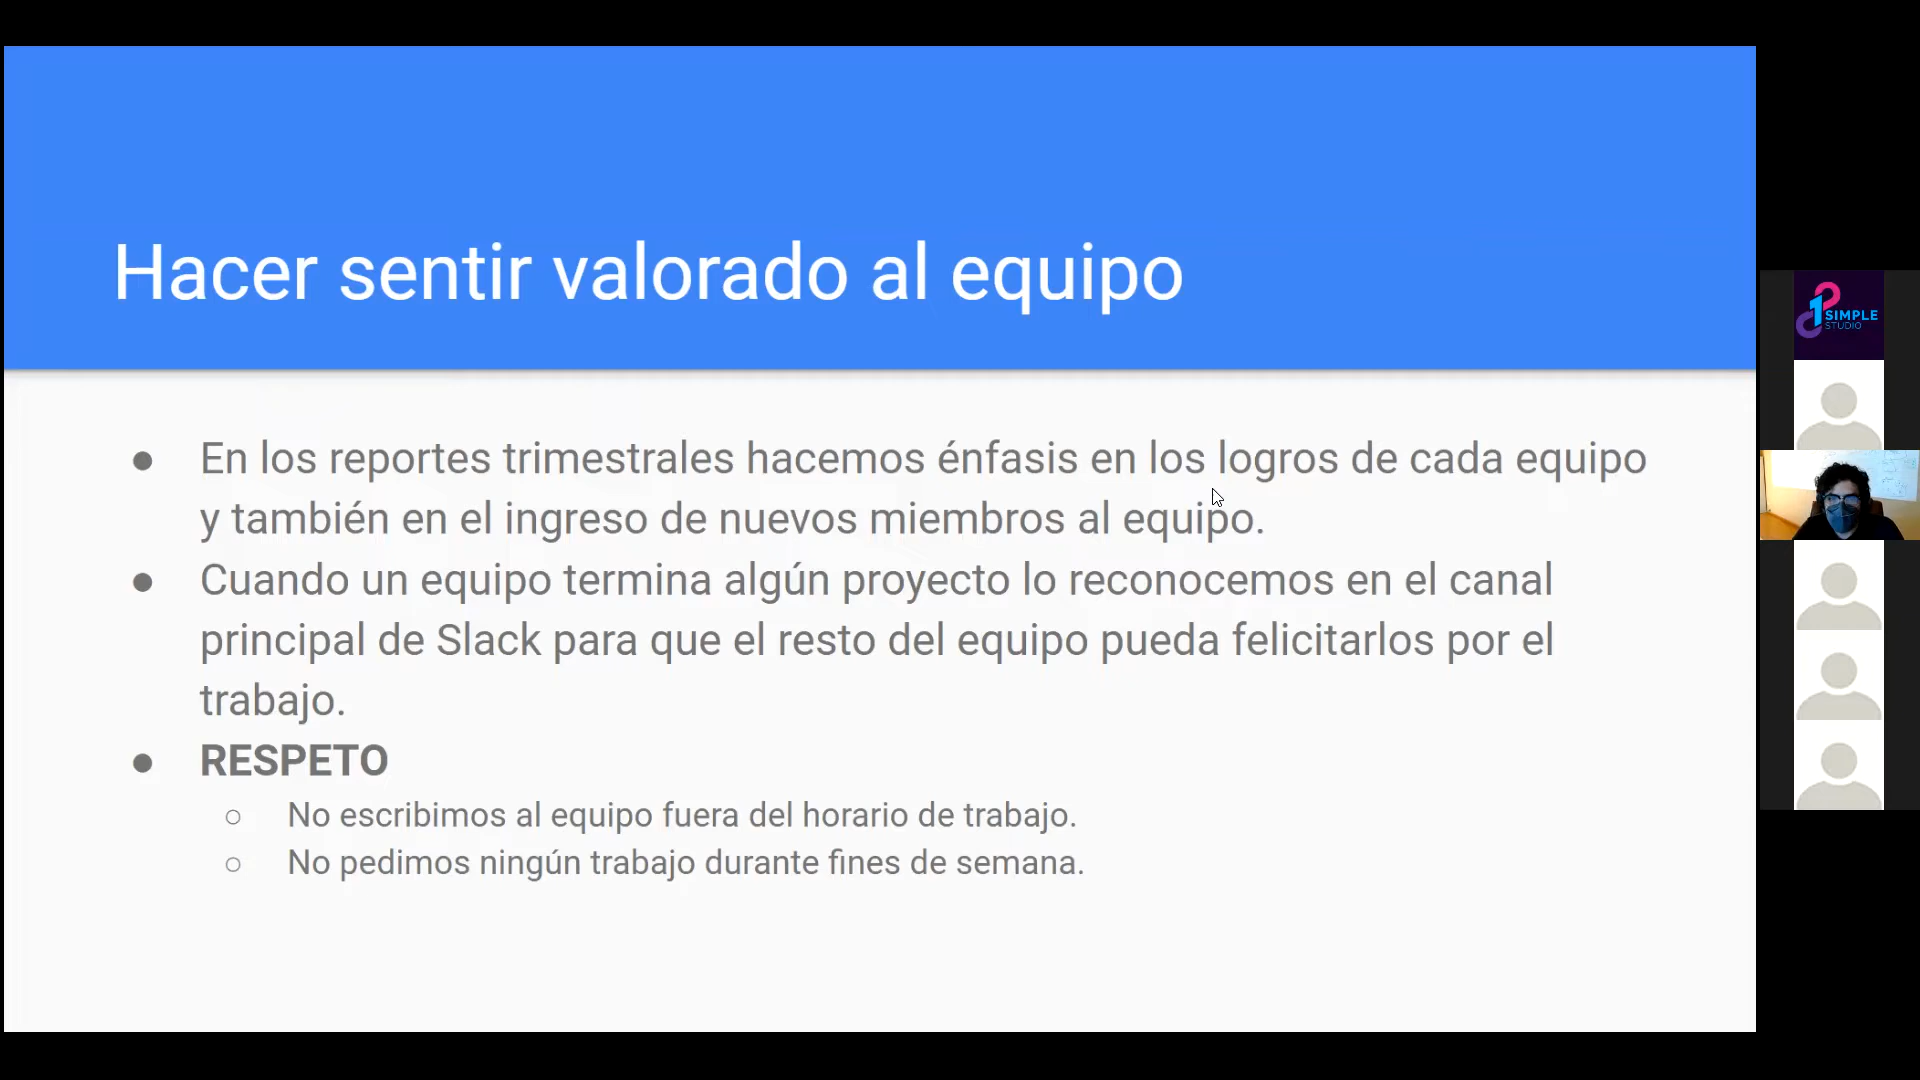 Hacer sentir valorado al equipo
● En los reportes trimestrales hacemos énfasis en los logros de cada equipo
y también en el ingreso de nuevos miembros al equipo.
● Cuando un equipo termina algún proyecto lo reconocemos en el canal
principal de Slack para que el resto del equipo pueda felicitarlos por el
trabajo.
● RESPETO
○ No escribimos al equipo fuera del horario de trabajo.
○ No pedimos ningún trabajo durante fines de semana.
SIMPLE
STUDIO